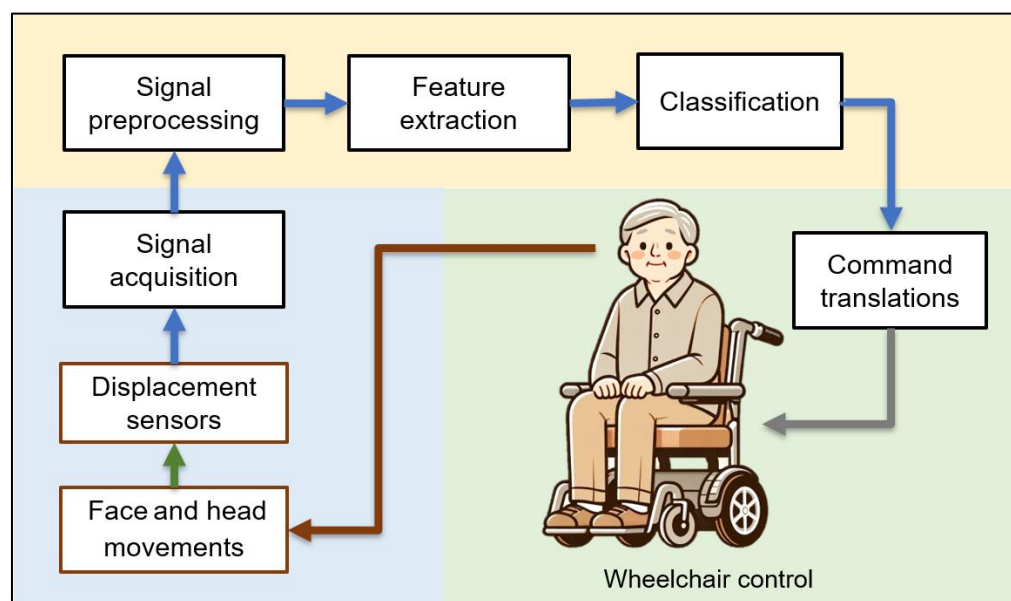 Signal
preprocessing
Feature
extraction
Classification
Signal
acquisition
Command
translations
Displacement
sensors
Face and head
movements
Wheelchair control